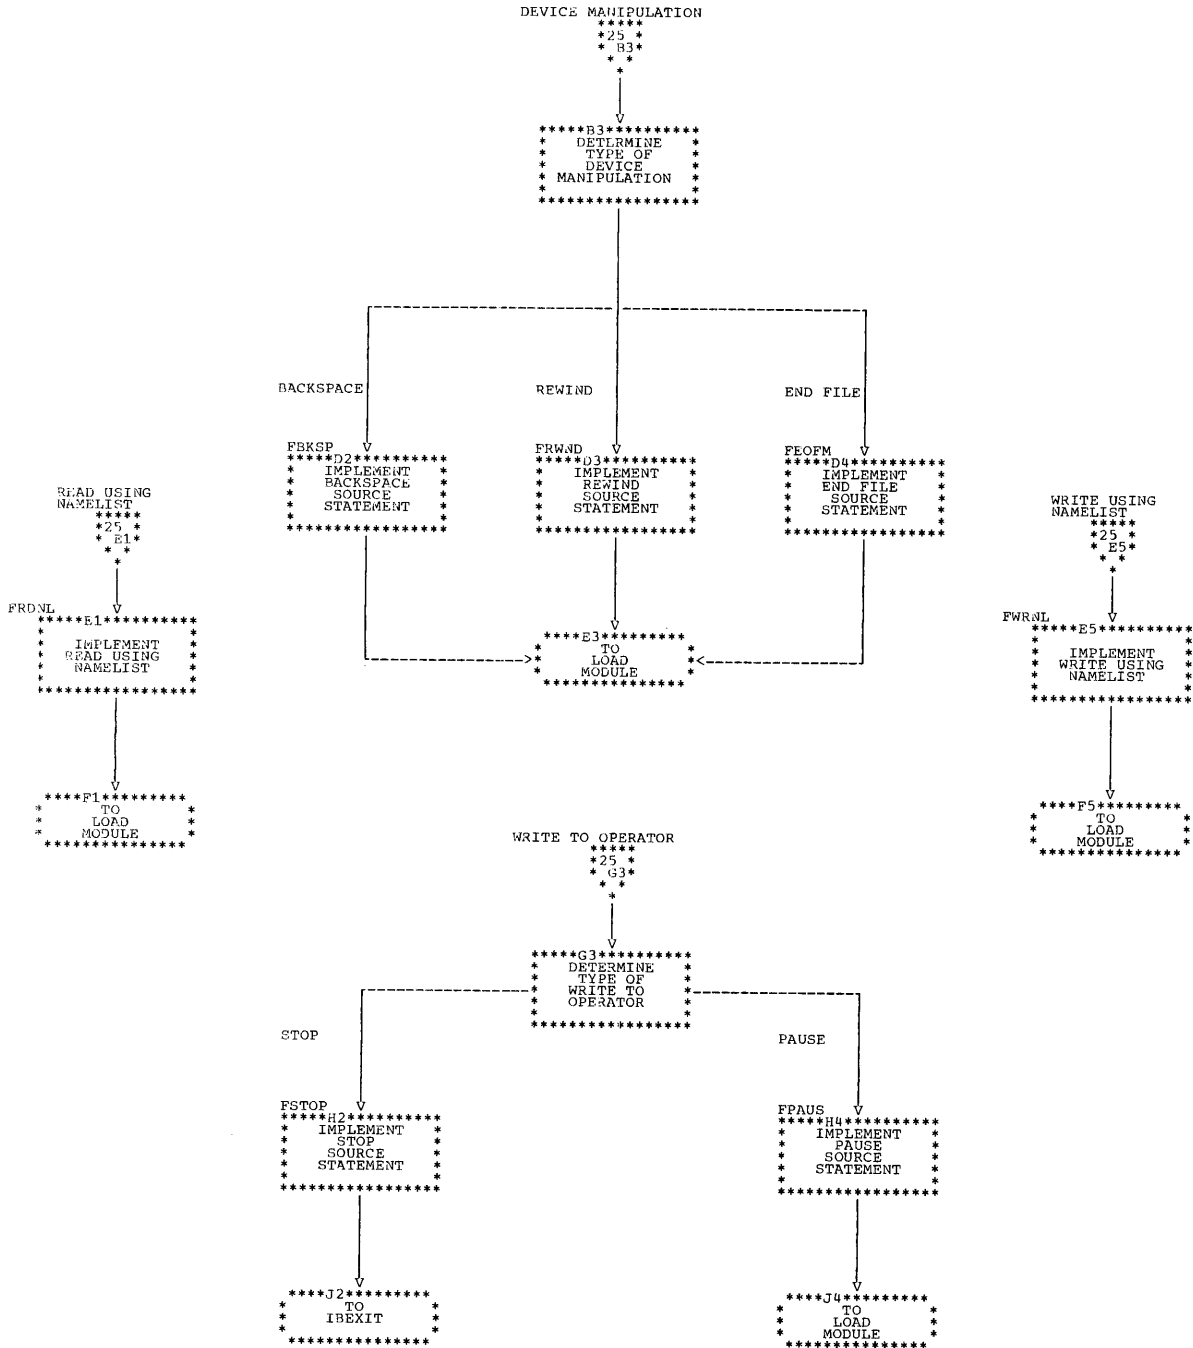 DEVICE MANIPULATION
25
B3
B3
DETERMINE
TYPE OF
DEVICE
MANIPULATION
BACKSPACE
REWIND
END FILE
FBKSP
D2
IMPLEMENT
BACKSPACE
SOURCE
STATEMENT
FRWND
D3
IMPLEMENT
REWIND
SOURCE
STATEMENT
FEOFM
D4
IMPLEMENT
END FILE
SOURCE
STATEMENT
READ USING
NAMELIST
25
E1
WRITE USING
NAMELIST
25
E5
FRDNL
E1
IMPLEMENT
READ USING
NAMELIST
E3
TO
LOAD
MODULE
FWRNL
E5
IMPLEMENT
WRITE USING
NAMELIST
F1
TO
LOAD
MODULE
F5
TO
LOAD
MODULE
WRITE TO OPERATOR
25
G3
G3
DETERMINE
TYPE OF
WRITE TO
OPERATOR
STOP
PAUSE
FSTOP
H2
IMPLEMENT
STOP
SOURCE
STATEMENT
FPAUS
H4
IMPLEMENT
PAUSE
SOURCE
STATEMENT
J2
TO
IBEXIT
J4
TO
LOAD
MODULE